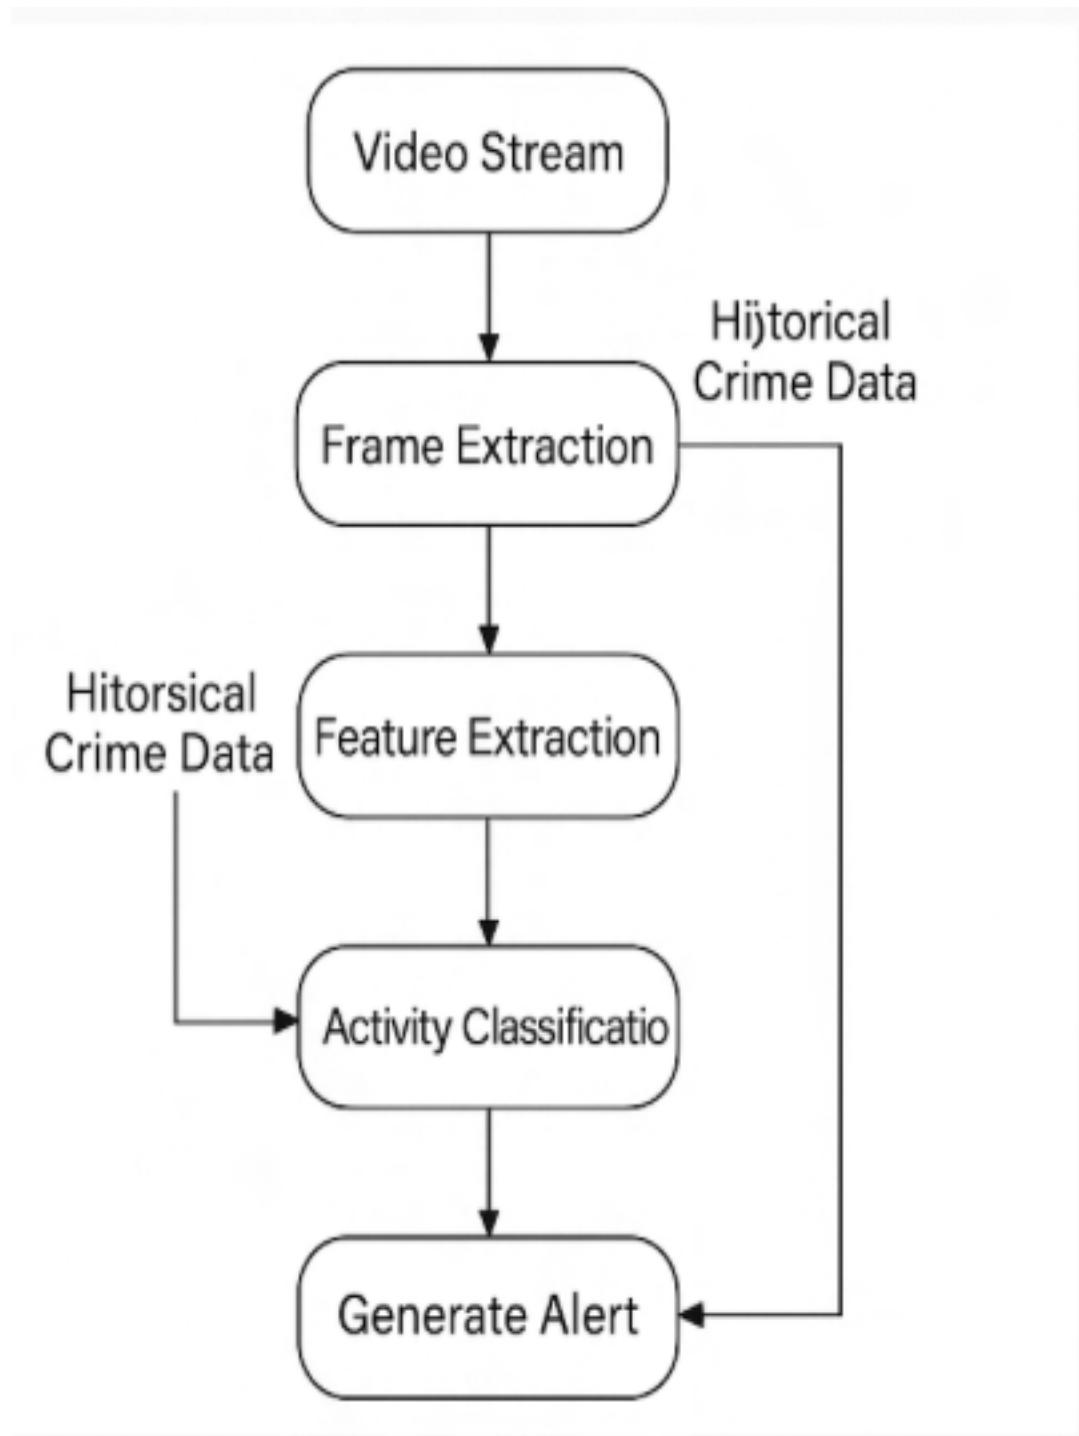 Video Stream
Hijtorical
Crime Data
Frame Extraction
Hitorsical
Crime Data
Feature Extraction
Activity Classificatio
Generate Alert